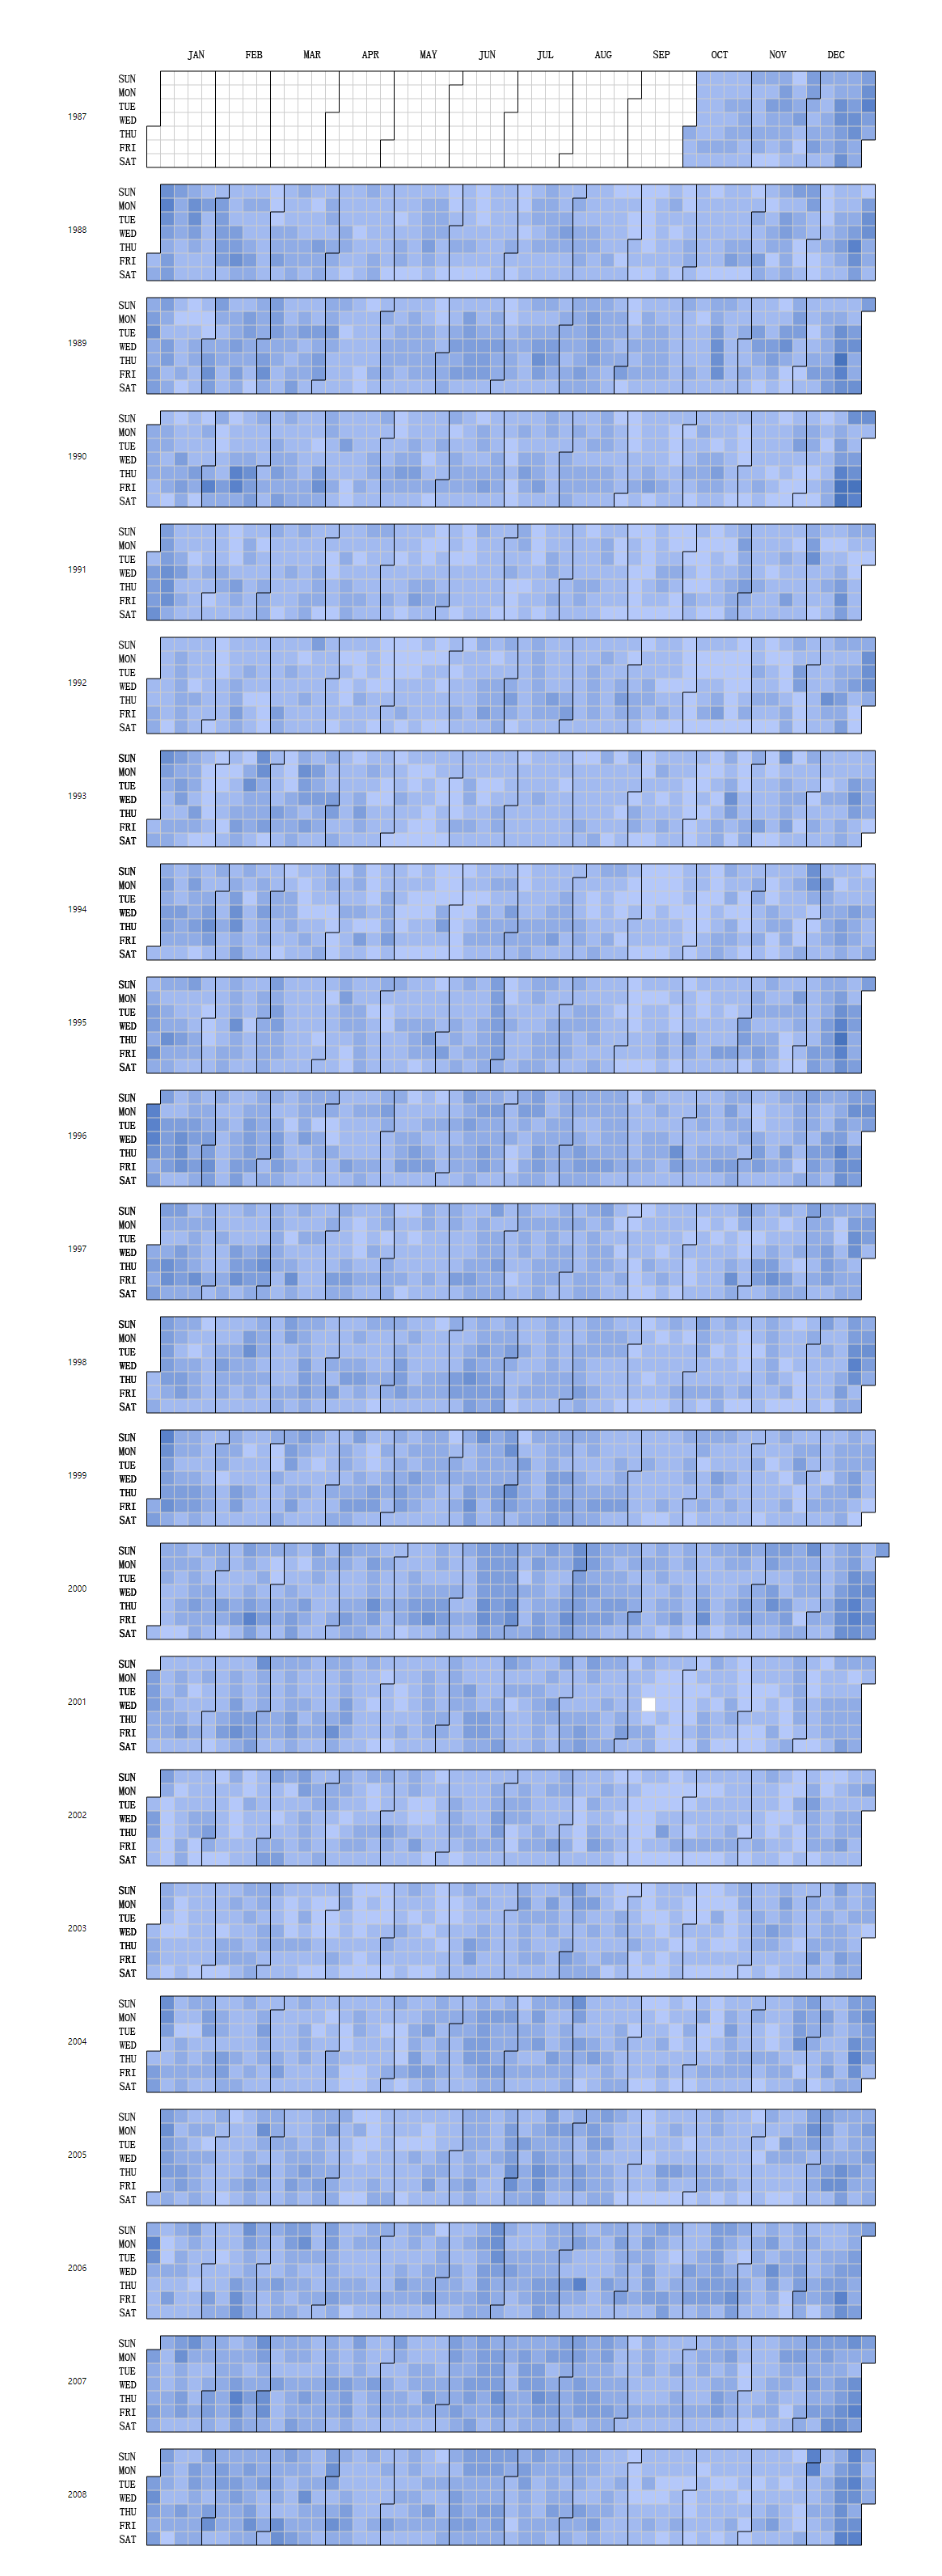 JAN FEB MAR APR MAY JUN JUL AUG SEP OCT NOV DEC
SUN
MON
TUE
1987 WED
THU
FRI
SAT
SUN
MON
TUE
1988 WED
THU
FRI
SAT
SUN
MON
TUE
1989 WED
THU
FRI
SAT
SUN
MON
TUE
1990 WED
THU
FRI
SAT
SUN
MON
TUE
1991 WED
THU
FRI
SAT
SUN
MON
TUE
1992 WED
THU
FRI
SAT
SUN
MON
TUE
1993 WED
THU
FRI
SAT
SUN
MON
TUE
1994 WED
THU
FRI
SAT
SUN
MON
TUE
1995 WED
THU
FRI
SAT
SUN
MON
TUE
1996 WED
THU
FRI
SAT
SUN
MON
TUE
1997 WED
THU
FRI
SAT
SUN
MON
TUE
1998 WED
THU
FRI
SAT
SUN
MON
TUE
1999 WED
THU
FRI
SAT
SUN
MON
TUE
2000 WED
THU
FRI
SAT
SUN
MON
TUE
2001 WED
THU
FRI
SAT
SUN
MON
TUE
2002 WED
THU
FRI
SAT
SUN
MON
TUE
2003 WED
THU
FRI
SAT
SUN
MON
TUE
2004 WED
THU
FRI
SAT
SUN
MON
TUE
2005 WED
THU
FRI
SAT
SUN
MON
TUE
2006 WED
THU
FRI
SAT
SUN
MON
TUE
2007 WED
THU
FRI
SAT
SUN
MON
TUE
2008 WED
THU
FRI
SAT